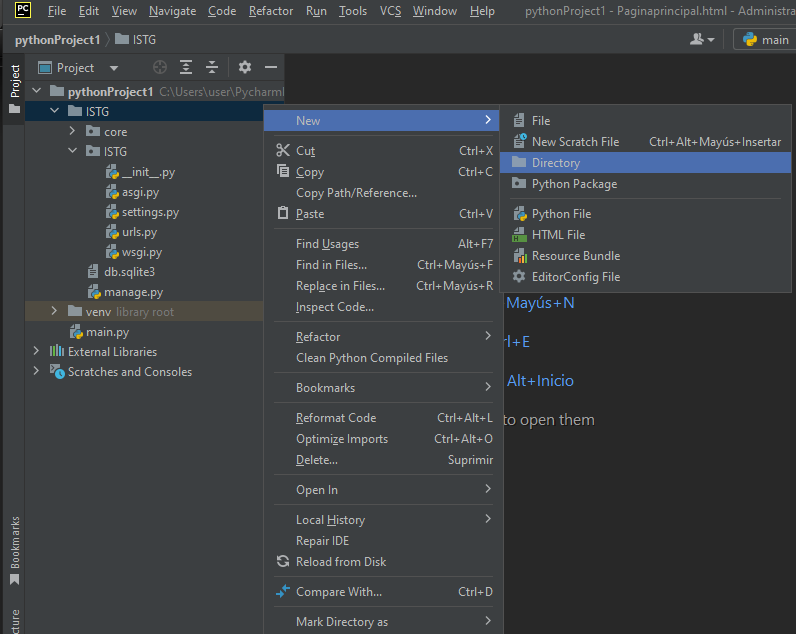 PC File Edit View Navigate Code Refactor Run Tools VCS Window Help pythonProject1 - Paginaprincipal.html - Administra
pythonProject1 ISTG main
Project
Project
pythonProject1 C:\Users\user\Pycharml
ISTG
core
ISTG
__init__.py
asgi.py
settings.py
urls.py
wsgi.py
db.sqlite3
manage.py
venv library root
main.py
External Libraries
Scratches and Consoles
New
Cut Ctrl+X
Copy Ctrl+C
Copy Path/Reference...
Paste Ctrl+V
Find Usages Alt+F7
Find in Files... Ctrl+Mayús+F
Replace in Files... Ctrl+Mayús+R
Inspect Code...
Refactor
Clean Python Compiled Files
Bookmarks
Reformat Code Ctrl+Alt+L
Optimize Imports Ctrl+Alt+O
Delete... Suprimir
Open In
Local History
Repair IDE
Reload from Disk
Compare With... Ctrl+D
Mark Directory as
File
New Scratch File Ctrl+Alt+Mayús+Insertar
Directory
Python Package
Python File
HTML File
Resource Bundle
EditorConfig File
Mayús+N
rl+E
Alt+Inicio
to open them
Bookmarks
cture